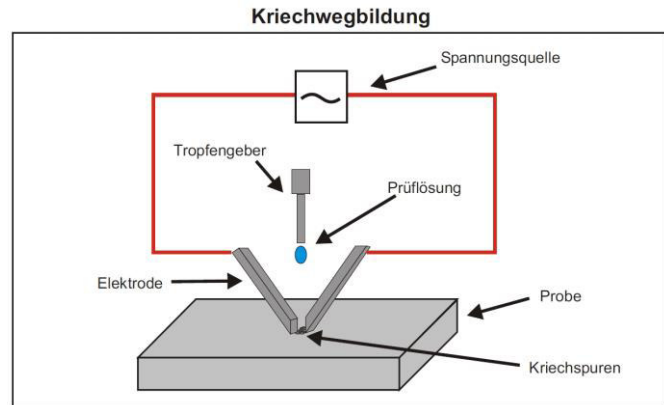 Kriechwegbildung
Spannungsquelle
Tropfengeber
Prüflösung
Elektrode
Probe
Kriechspuren